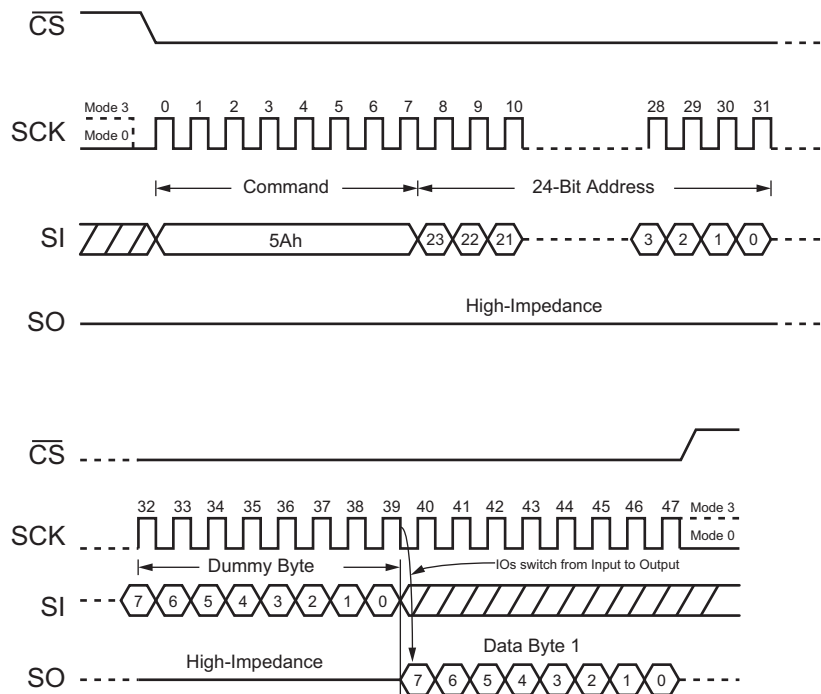 CS
Mode 3 0 1 2 3 4 5 6 7 8 9 10 28 29 30 31
SCK Mode 0
Command 24-Bit Address
SI 5Ah 23 22 21 3 2 1 0
High-Impedance
SO
CS
32 33 34 35 36 37 38 39 40 41 42 43 44 45 46 47 Mode 3
SCK Mode 0
Dummy Byte IOs switch from Input to Output
SI 7 6 5 4 3 2 1 0
Data Byte 1
High-Impedance
SO 7 6 5 4 3 2 1 0